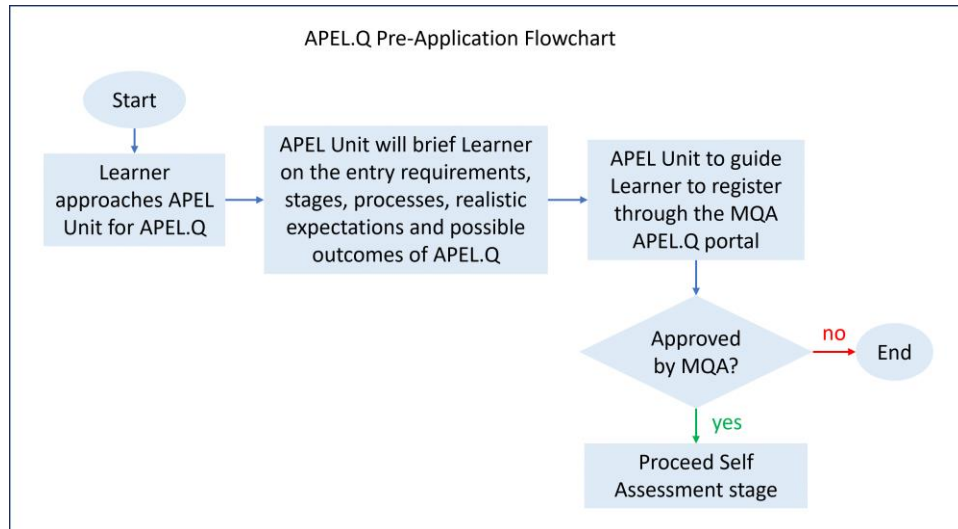 APEL.Q Pre-Application Flowchart
Start
Learner
approaches APEL
Unit for APEL.Q
APEL Unit will brief Learner
on the entry requirements,
stages, processes, realistic
expectations and possible
outcomes of APEL.Q
APEL Unit to guide
Learner to register
through the MQA
APEL.Q portal
Approved
by MQA?
no
End
yes
Proceed Self
Assessment stage